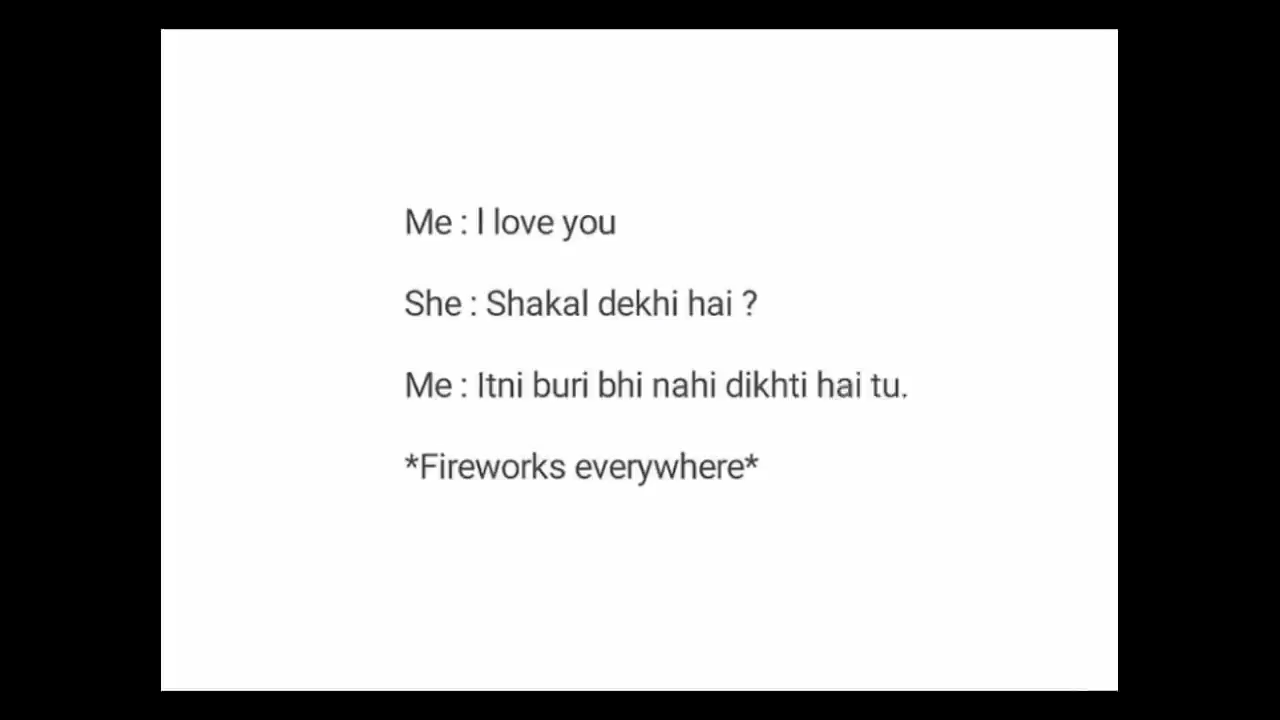 Me : I love you
She : Shakal dekhi hai ?
Me : Itni buri bhi nahi dikhti hai tu.
*Fireworks everywhere*